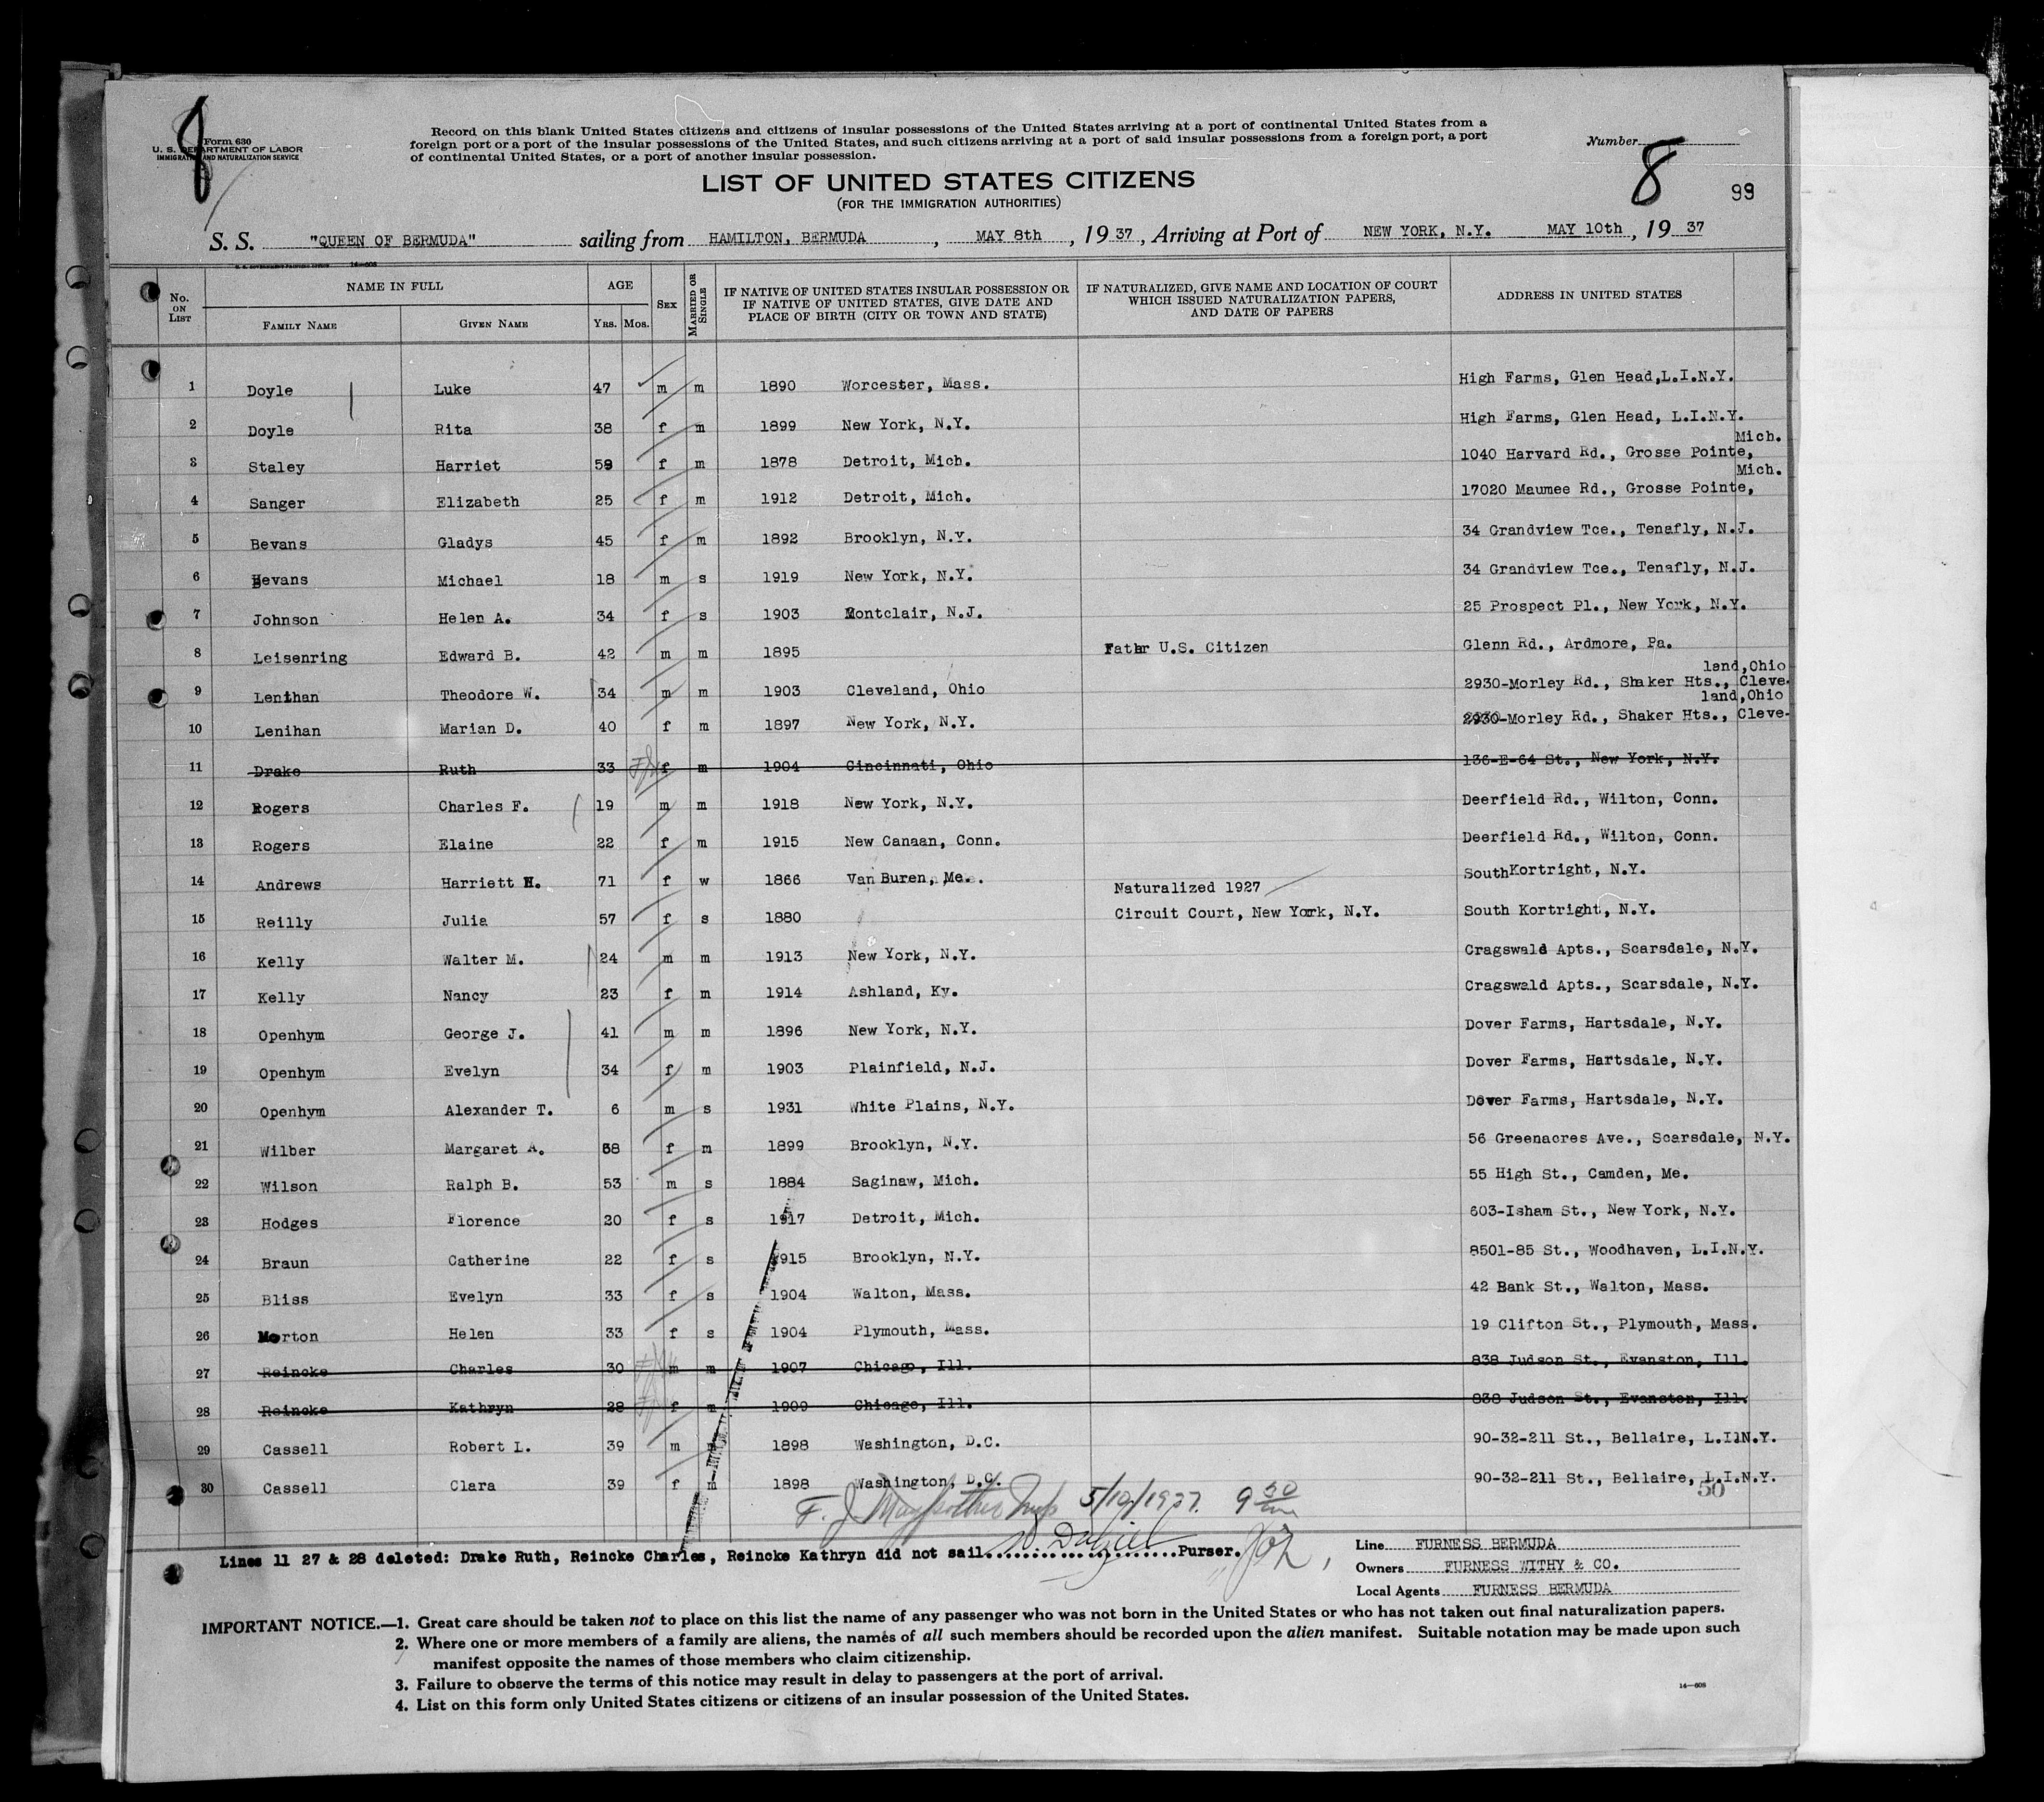 8
Form 630
U. S. DEPARTMENT OF LABOR
IMMIGRATION AND NATURALIZATION SERVICE
Record on this blank United States citizens and citizens of insular possessions of the United States arriving at a port of continental United States from a
foreign port or a port of the insular possessions of the United States, and such citizens arriving at a port of said insular possessions from a foreign port, a port
of continental United States, or a port of another insular possession.
Number
8
99
LIST OF UNITED STATES CITIZENS
(FOR THE IMMIGRATION AUTHORITIES)
S. S. "QUEEN OF BERMUDA" sailing from HAMILTON, BERMUDA, MAY 8th, 1937, Arriving at Port of NEW YORK, N.Y. MAY 10th, 1937
14—608
No. ON LIST NAME IN FULL AGE SEX MARRIED OR SINGLE IF NATIVE OF UNITED STATES INSULAR POSSESSION OR IF NATIVE OF UNITED STATES, GIVE DATE AND PLACE OF BIRTH (CITY OR TOWN AND STATE) IF NATURALIZED, GIVE NAME AND LOCATION OF COURT WHICH ISSUED NATURALIZATION PAPERS, AND DATE OF PAPERS ADDRESS IN UNITED STATES
FAMILY NAME GIVEN NAME YRS. MOS.
1 Doyle Luke 47 m m 1890 Worcester, Mass. High Farms, Glen Head,L.I.N.Y.
2 Doyle Rita 38 f m 1899 New York, N.Y. High Farms, Glen Head, L.I.N.Y.
Mich.
3 Staley Harriet 59 f m 1878 Detroit, Mich. 1040 Harvard Rd., Grosse Pointe,
Mich.
4 Sanger Elizabeth 25 f m 1912 Detroit, Mich. 17020 Maumee Rd., Grosse Pointe,
5 Bevans Gladys 45 f m 1892 Brooklyn, N.Y. 34 Grandview Tce., Tenafly, N.J.
6 Bevans Michael 18 m s 1919 New York, N.Y. 34 Grandview Tce., Tenafly, N.J.
7 Johnson Helen A. 34 f s 1903 Montclair, N.J. 25 Prospect Pl., New York, N.Y.
8 Leisenring Edward B. 42 m m 1895 Fathr U.S. Citizen Glenn Rd., Ardmore, Pa.
land,Ohio
9 Lenihan Theodore W. 34 m m 1903 Cleveland, Ohio 2930-Morley Rd., Shaker Hts., Cleve-
land,Ohio
10 Lenihan Marian D. 40 f m 1897 New York, N.Y. 2930-Morley Rd., Shaker Hts., Cleve-
11 Drake Ruth 33 f m 1904 Cincinnati, Ohio 136-E-64 St., New York, N.Y.
12 Rogers Charles F. 19 m m 1918 New York, N.Y. Deerfield Rd., Wilton, Conn.
13 Rogers Elaine 22 f m 1915 New Canaan, Conn. Deerfield Rd., Wilton, Conn.
14 Andrews Harriett H. 71 f w 1866 Van Buren, Me. South Kortright, N.Y.
Naturalized 1927
15 Reilly Julia 57 f s 1880 Circuit Court, New York, N.Y. South Kortright, N.Y.
16 Kelly Walter M. 24 m m 1913 New York, N.Y. Cragswald Apts., Scarsdale, N.Y.
17 Kelly Nancy 23 f m 1914 Ashland, Ky. Cragswald Apts., Scarsdale, N.Y.
18 Openhym George J. 41 m m 1896 New York, N.Y. Dover Farms, Hartsdale, N.Y.
19 Openhym Evelyn 34 f m 1903 Plainfield, N.J. Dover Farms, Hartsdale, N.Y.
20 Openhym Alexander T. 6 m s 1931 White Plains, N.Y. Dover Farms, Hartsdale, N.Y.
21 Wilber Margaret A. 38 f m 1899 Brooklyn, N.Y. 56 Greenacres Ave., Scarsdale, N.Y.
22 Wilson Ralph B. 53 m s 1884 Saginaw, Mich. 55 High St., Camden, Me.
23 Hodges Florence 20 f s 1917 Detroit, Mich. 603-Isham St., New York, N.Y.
24 Braun Catherine 22 f s 1915 Brooklyn, N.Y. 8501-85 St., Woodhaven, L.I.N.Y.
25 Bliss Evelyn 33 f s 1904 Walton, Mass. 42 Bank St., Walton, Mass.
26 Morton Helen 33 f s 1904 Plymouth, Mass. 19 Clifton St., Plymouth, Mass.
27 Reincke Charles 30 m m 1907 Chicago, Ill. 838 Judson St., Evanston, Ill.
28 Reincke Kathryn 28 f m 1909 Chicago, Ill. 838 Judson St., Evanston, Ill.
29 Cassell Robert L. 39 m 1898 Washington, D.C. 90-32-211 St., Bellaire, L.I.N.Y.
30 Cassell Clara 39 f m 1898 Washington, D.C. 90-32-211 St., Bellaire, L.I.N.Y.
50
F. J. 5/10/1937. 9 30
Lines 11 27 & 28 deleted: Drake Ruth, Reincke Charles, Reincke Kathryn did not sail.....................Purser.
Line FURNESS BERMUDA
Owners FURNESS WITHY & CO.
Local Agents FURNESS BERMUDA
IMPORTANT NOTICE.—1. Great care should be taken not to place on this list the name of any passenger who was not born in the United States or who has not taken out final naturalization papers.
2. Where one or more members of a family are aliens, the names of all such members should be recorded upon the alien manifest. Suitable notation may be made upon such
manifest opposite the names of those members who claim citizenship.
3. Failure to observe the terms of this notice may result in delay to passengers at the port of arrival.
4. List on this form only United States citizens or citizens of an insular possession of the United States.
14—608